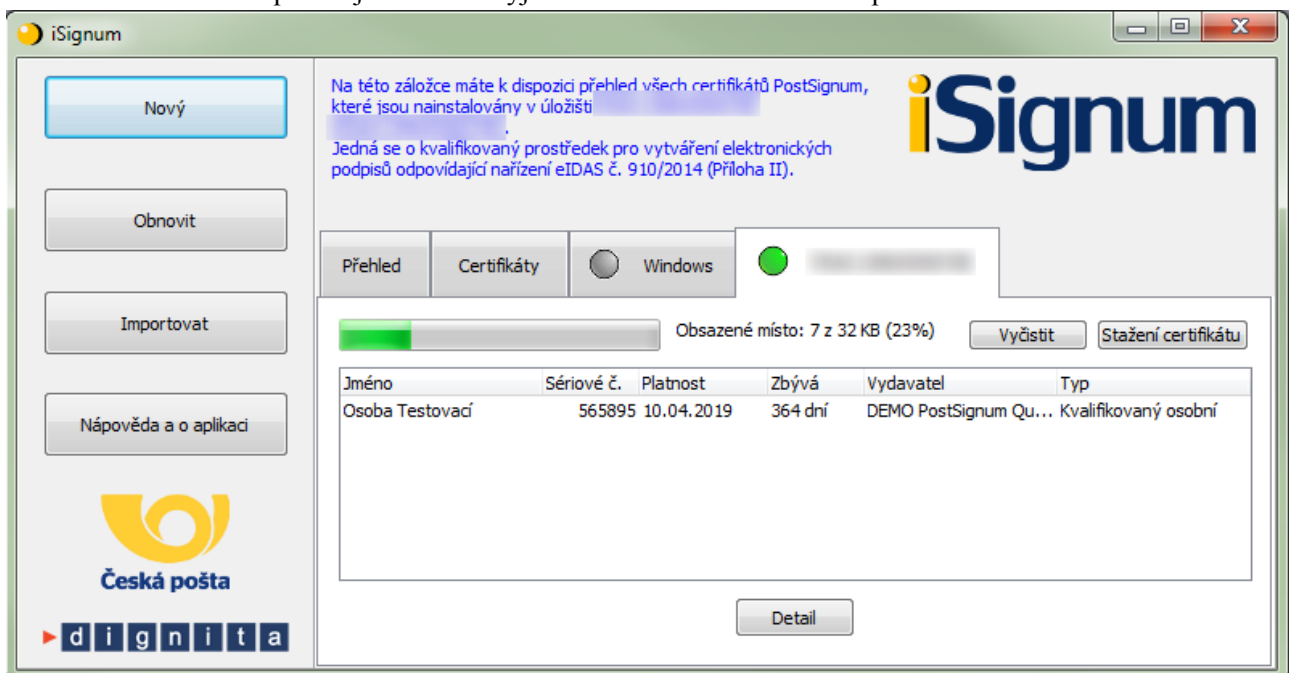 iSignum
Nový
Obnovit
Importovat
Nápověda a o aplikaci
Česká pošta
dignita
Na této záložce máte k dispozici přehled všech certifikátů PostSignum,
které jsou nainstalovány v úložišti
.
Jedná se o kvalifikovaný prostředek pro vytváření elektronických
podpisů odpovídající nařízení eIDAS č. 910/2014 (Příloha II).
iSignum
Přehled Certifikáty Windows
Obsazené místo: 7 z 32 KB (23%) Vyčistit Stažení certifikátu
Jméno Sériové č. Platnost Zbývá Vydavatel Typ
Osoba Testovací 565895 10.04.2019 364 dní DEMO PostSignum Qu... Kvalifikovaný osobní
Detail